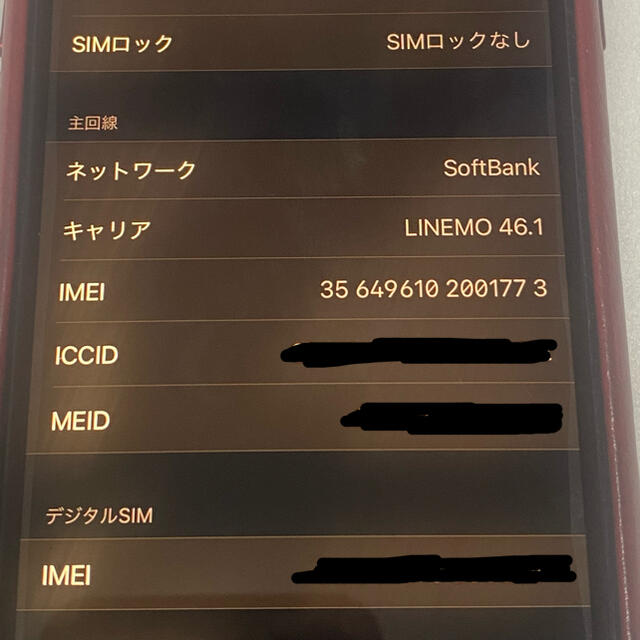 SIMロック SIMロックなし
主回線
ネットワーク SoftBank
キャリア LINEMO 46.1
IMEI 35 649610 200177 3
ICCID
MEID
デジタルSIM
IMEI